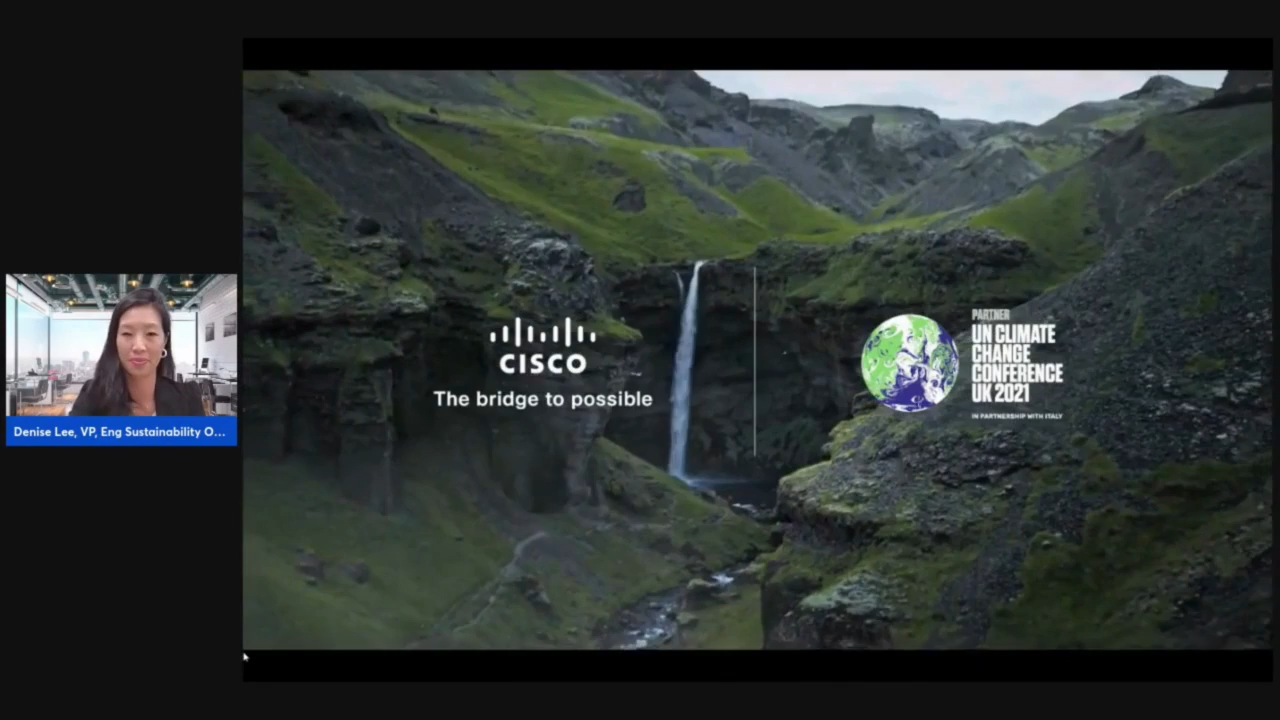 CISCO
The bridge to possible
PARTNER
UN CLIMATE
CHANGE
CONFERENCE
UK 2021
IN PARTNERSHIP WITH ITALY
Denise Lee, VP, Eng Sustainability O...